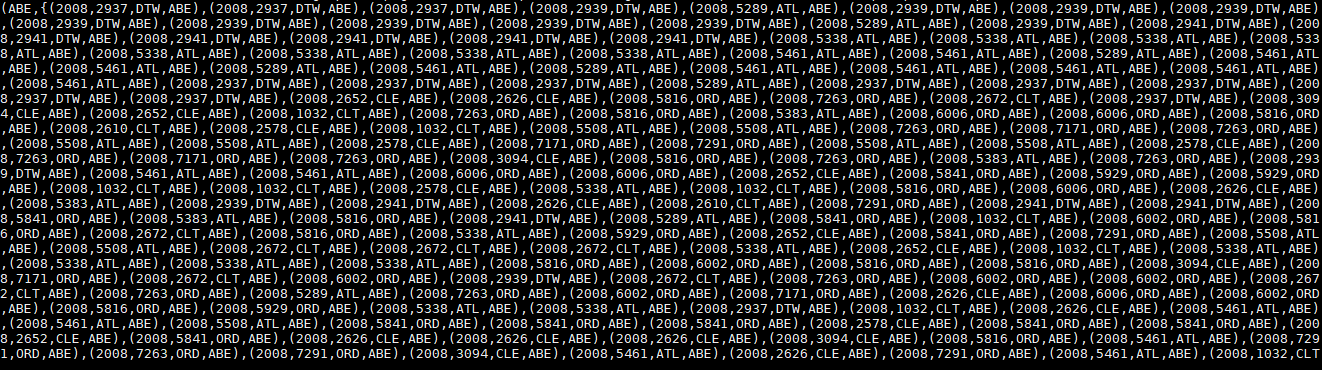 (ABE,{(2008,2937,DTW,ABE),(2008,2937,DTW,ABE),(2008,2937,DTW,ABE),(2008,2939,DTW,ABE),(2008,5289,ATL,ABE),(2008,2939,DTW,ABE),(2008,2939,DTW,ABE),(2008,2939,DTW,ABE)
,(2008,2939,DTW,ABE),(2008,2939,DTW,ABE),(2008,2939,DTW,ABE),(2008,2939,DTW,ABE),(2008,2939,DTW,ABE),(2008,5289,ATL,ABE),(2008,2939,DTW,ABE),(2008,2941,DTW,ABE),(200
8,2941,DTW,ABE),(2008,2941,DTW,ABE),(2008,2941,DTW,ABE),(2008,2941,DTW,ABE),(2008,2941,DTW,ABE),(2008,5338,ATL,ABE),(2008,5338,ATL,ABE),(2008,5338,ATL,ABE),(2008,533
8,ATL,ABE),(2008,5338,ATL,ABE),(2008,5338,ATL,ABE),(2008,5338,ATL,ABE),(2008,5338,ATL,ABE),(2008,5461,ATL,ABE),(2008,5461,ATL,ABE),(2008,5289,ATL,ABE),(2008,5461,ATL
,ABE),(2008,5461,ATL,ABE),(2008,5289,ATL,ABE),(2008,5461,ATL,ABE),(2008,5289,ATL,ABE),(2008,5461,ATL,ABE),(2008,5461,ATL,ABE),(2008,5461,ATL,ABE),(2008,5461,ATL,ABE)
,(2008,5461,ATL,ABE),(2008,2937,DTW,ABE),(2008,2937,DTW,ABE),(2008,2937,DTW,ABE),(2008,5289,ATL,ABE),(2008,2937,DTW,ABE),(2008,2937,DTW,ABE),(2008,2937,DTW,ABE),(200
8,2937,DTW,ABE),(2008,2937,DTW,ABE),(2008,2652,CLE,ABE),(2008,2626,CLE,ABE),(2008,5816,ORD,ABE),(2008,7263,ORD,ABE),(2008,2672,CLT,ABE),(2008,2937,DTW,ABE),(2008,309
4,CLE,ABE),(2008,2652,CLE,ABE),(2008,1032,CLT,ABE),(2008,7263,ORD,ABE),(2008,5816,ORD,ABE),(2008,5383,ATL,ABE),(2008,6006,ORD,ABE),(2008,6006,ORD,ABE),(2008,5816,ORD
,ABE),(2008,2610,CLT,ABE),(2008,2578,CLE,ABE),(2008,1032,CLT,ABE),(2008,5508,ATL,ABE),(2008,5508,ATL,ABE),(2008,7263,ORD,ABE),(2008,7171,ORD,ABE),(2008,7263,ORD,ABE)
,(2008,5508,ATL,ABE),(2008,5508,ATL,ABE),(2008,2578,CLE,ABE),(2008,7171,ORD,ABE),(2008,7291,ORD,ABE),(2008,5508,ATL,ABE),(2008,5508,ATL,ABE),(2008,2578,CLE,ABE),(200
8,7263,ORD,ABE),(2008,7171,ORD,ABE),(2008,7263,ORD,ABE),(2008,3094,CLE,ABE),(2008,5816,ORD,ABE),(2008,7263,ORD,ABE),(2008,5383,ATL,ABE),(2008,7263,ORD,ABE),(2008,293
9,DTW,ABE),(2008,5461,ATL,ABE),(2008,5461,ATL,ABE),(2008,6006,ORD,ABE),(2008,6006,ORD,ABE),(2008,2652,CLE,ABE),(2008,5841,ORD,ABE),(2008,5929,ORD,ABE),(2008,5929,ORD
,ABE),(2008,1032,CLT,ABE),(2008,1032,CLT,ABE),(2008,2578,CLE,ABE),(2008,5338,ATL,ABE),(2008,1032,CLT,ABE),(2008,5816,ORD,ABE),(2008,6006,ORD,ABE),(2008,2626,CLE,ABE)
,(2008,5383,ATL,ABE),(2008,2939,DTW,ABE),(2008,2941,DTW,ABE),(2008,2626,CLE,ABE),(2008,2610,CLT,ABE),(2008,7291,ORD,ABE),(2008,2941,DTW,ABE),(2008,2941,DTW,ABE),(200
8,5841,ORD,ABE),(2008,5383,ATL,ABE),(2008,5816,ORD,ABE),(2008,2941,DTW,ABE),(2008,5289,ATL,ABE),(2008,5841,ORD,ABE),(2008,1032,CLT,ABE),(2008,6002,ORD,ABE),(2008,581
6,ORD,ABE),(2008,2672,CLT,ABE),(2008,5816,ORD,ABE),(2008,5338,ATL,ABE),(2008,5929,ORD,ABE),(2008,2652,CLE,ABE),(2008,5841,ORD,ABE),(2008,7291,ORD,ABE),(2008,5508,ATL
,ABE),(2008,5508,ATL,ABE),(2008,2672,CLT,ABE),(2008,2672,CLT,ABE),(2008,2672,CLT,ABE),(2008,5338,ATL,ABE),(2008,2652,CLE,ABE),(2008,1032,CLT,ABE),(2008,5338,ATL,ABE)
,(2008,5338,ATL,ABE),(2008,5338,ATL,ABE),(2008,5338,ATL,ABE),(2008,5816,ORD,ABE),(2008,6002,ORD,ABE),(2008,5816,ORD,ABE),(2008,5816,ORD,ABE),(2008,3094,CLE,ABE),(200
8,7171,ORD,ABE),(2008,2672,CLT,ABE),(2008,6002,ORD,ABE),(2008,2939,DTW,ABE),(2008,2672,CLT,ABE),(2008,7263,ORD,ABE),(2008,6002,ORD,ABE),(2008,6002,ORD,ABE),(2008,267
2,CLT,ABE),(2008,7263,ORD,ABE),(2008,5289,ATL,ABE),(2008,7263,ORD,ABE),(2008,6002,ORD,ABE),(2008,7171,ORD,ABE),(2008,2626,CLE,ABE),(2008,6006,ORD,ABE),(2008,6002,ORD
,ABE),(2008,5816,ORD,ABE),(2008,5929,ORD,ABE),(2008,5338,ATL,ABE),(2008,5338,ATL,ABE),(2008,2937,DTW,ABE),(2008,1032,CLT,ABE),(2008,2626,CLE,ABE),(2008,5461,ATL,ABE)
,(2008,5461,ATL,ABE),(2008,5508,ATL,ABE),(2008,5841,ORD,ABE),(2008,5841,ORD,ABE),(2008,5841,ORD,ABE),(2008,2578,CLE,ABE),(2008,5841,ORD,ABE),(2008,5841,ORD,ABE),(200
8,2652,CLE,ABE),(2008,5841,ORD,ABE),(2008,2626,CLE,ABE),(2008,2626,CLE,ABE),(2008,3094,CLE,ABE),(2008,5816,ORD,ABE),(2008,5461,ATL,ABE),(2008,5461,ATL,ABE),(2008,729
1,ORD,ABE),(2008,7263,ORD,ABE),(2008,7291,ORD,ABE),(2008,3094,CLE,ABE),(2008,5461,ATL,ABE),(2008,2626,CLE,ABE),(2008,7291,ORD,ABE),(2008,5461,ATL,ABE),(2008,1032,CLT